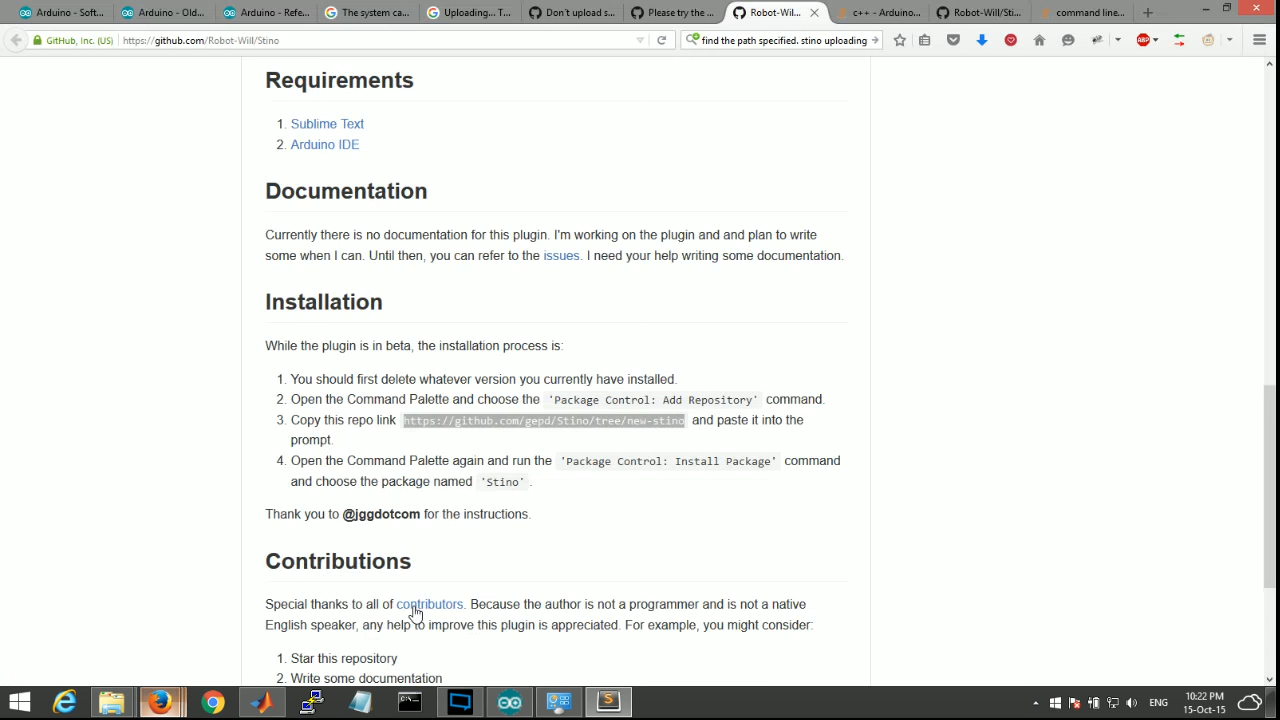 Arduino - Soft...
Arduino - Old...
Arduino - Refe...
The system ca...
Uploading... T...
Don`t upload s...
Please try the ...
Robot-Wil...
c++ - Arduino...
Robot-Will/Sti...
command line...
GitHub, Inc. (US)
https://github.com/Robot-Will/Stino
find the path specified. stino uploading
ABP
Requirements
1. Sublime Text
2. Arduino IDE
Documentation
Currently there is no documentation for this plugin. I'm working on the plugin and and plan to write
some when I can. Until then, you can refer to the issues. I need your help writing some documentation.
Installation
While the plugin is in beta, the installation process is:
1. You should first delete whatever version you currently have installed.
2. Open the Command Palette and choose the 'Package Control: Add Repository' command.
3. Copy this repo link https://github.com/gepd/Stino/tree/new-stino and paste it into the
prompt.
4. Open the Command Palette again and run the 'Package Control: Install Package' command
and choose the package named 'Stino'.
Thank you to @jggdotcom for the instructions.
Contributions
Special thanks to all of contributors. Because the author is not a programmer and is not a native
English speaker, any help to improve this plugin is appreciated. For example, you might consider:
1. Star this repository
2. Write some documentation
ENG
10:22 PM
15-Oct-15